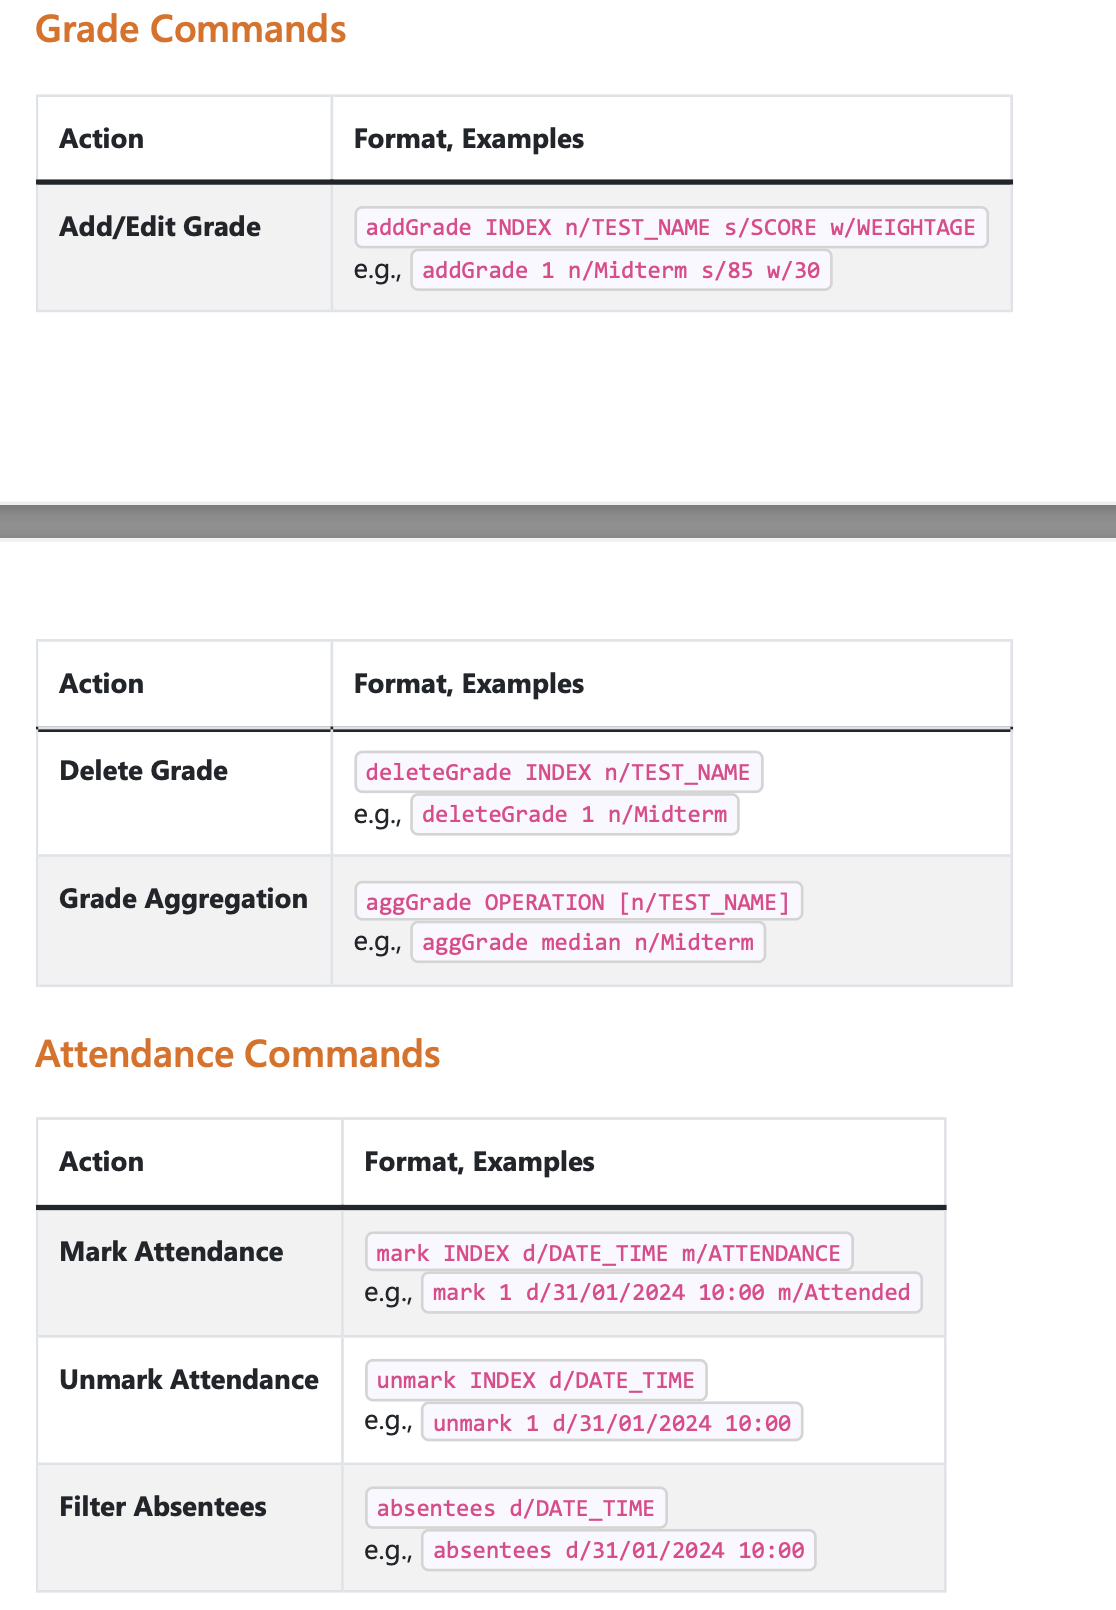 Grade Commands
Action Format, Examples
Add/Edit Grade addGrade INDEX n/TEST_NAME s/SCORE w/WEIGHTAGE
e.g., addGrade 1 n/Midterm s/85 w/30
Action Format, Examples
Delete Grade deleteGrade INDEX n/TEST_NAME
e.g., deleteGrade 1 n/Midterm
Grade Aggregation aggGrade OPERATION [n/TEST_NAME]
e.g., aggGrade median n/Midterm
Attendance Commands
Action Format, Examples
Mark Attendance mark INDEX d/DATE_TIME m/ATTENDANCE
e.g., mark 1 d/31/01/2024 10:00 m/Attended
Unmark Attendance unmark INDEX d/DATE_TIME
e.g., unmark 1 d/31/01/2024 10:00
Filter Absentees absentees d/DATE_TIME
e.g., absentees d/31/01/2024 10:00